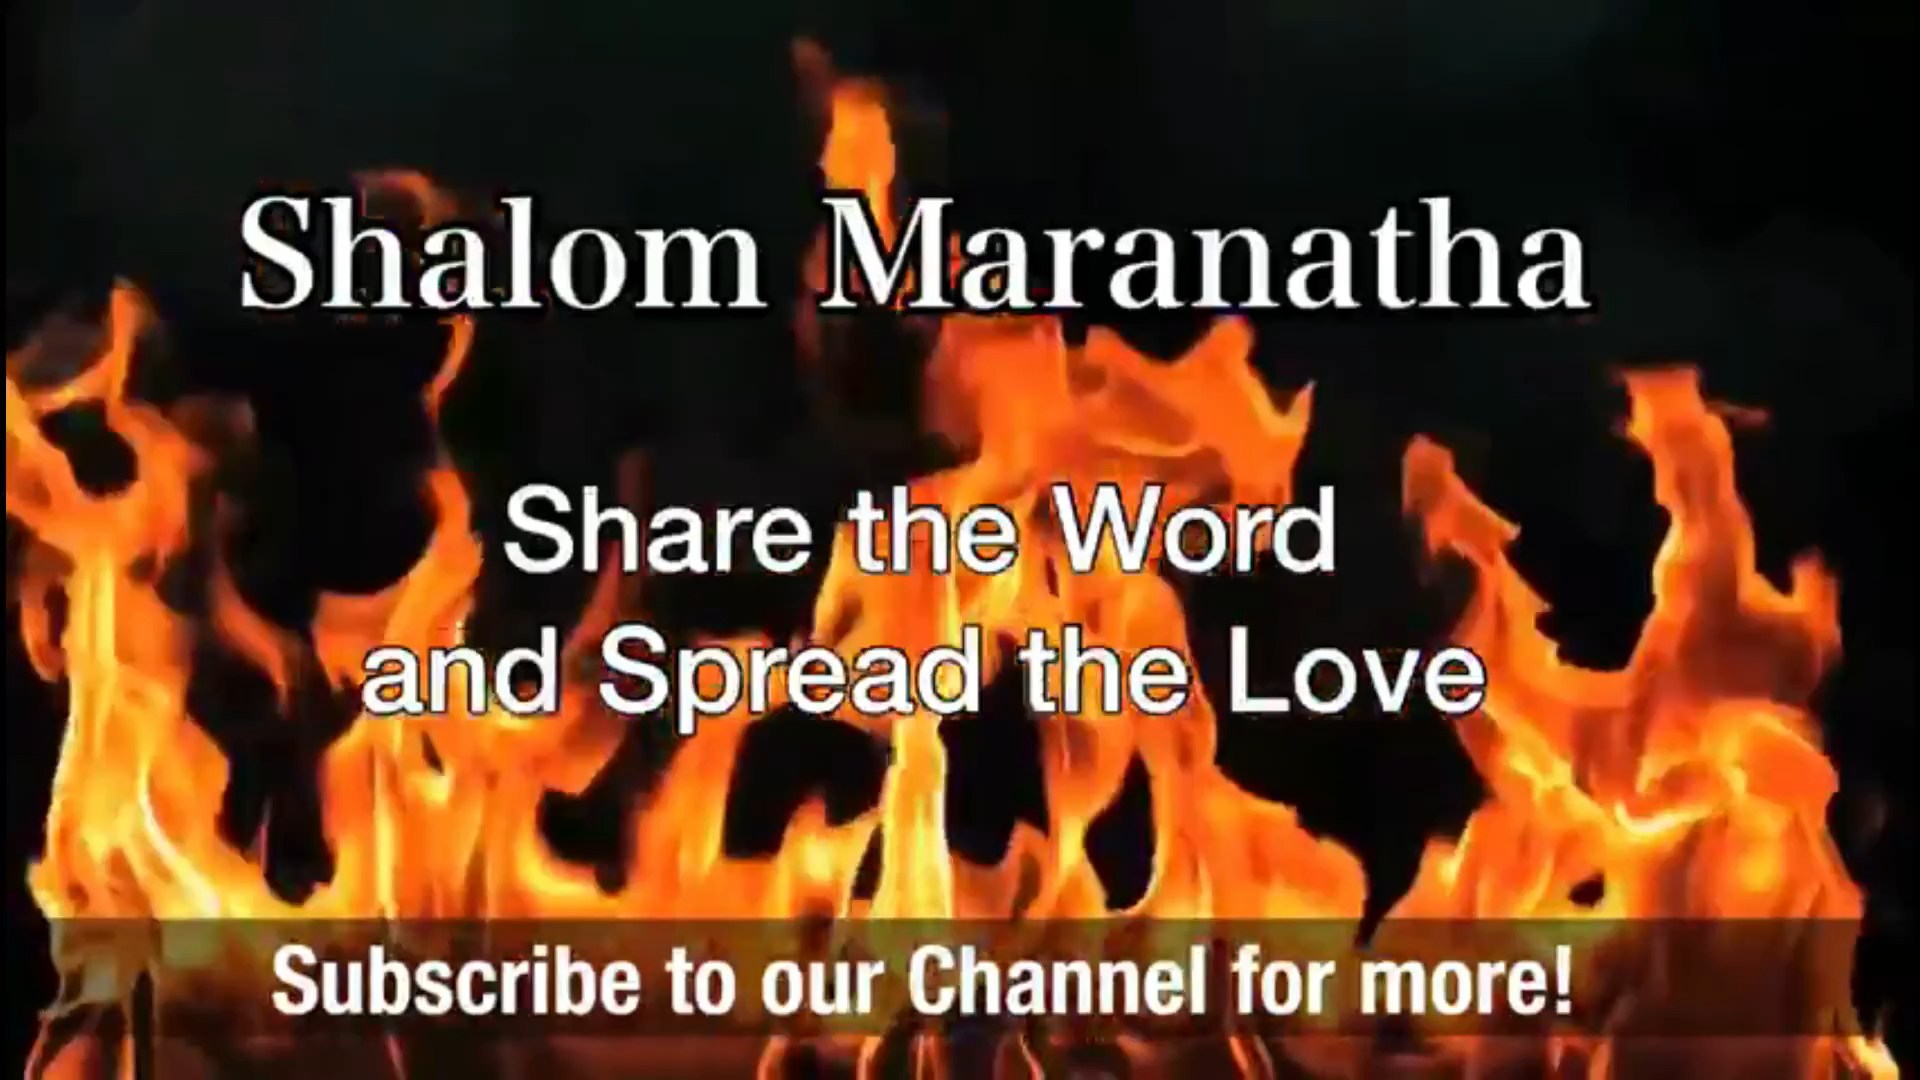 Shalom Maranatha
Share the Word
and Spread the Love
Subscribe to our Channel for more!